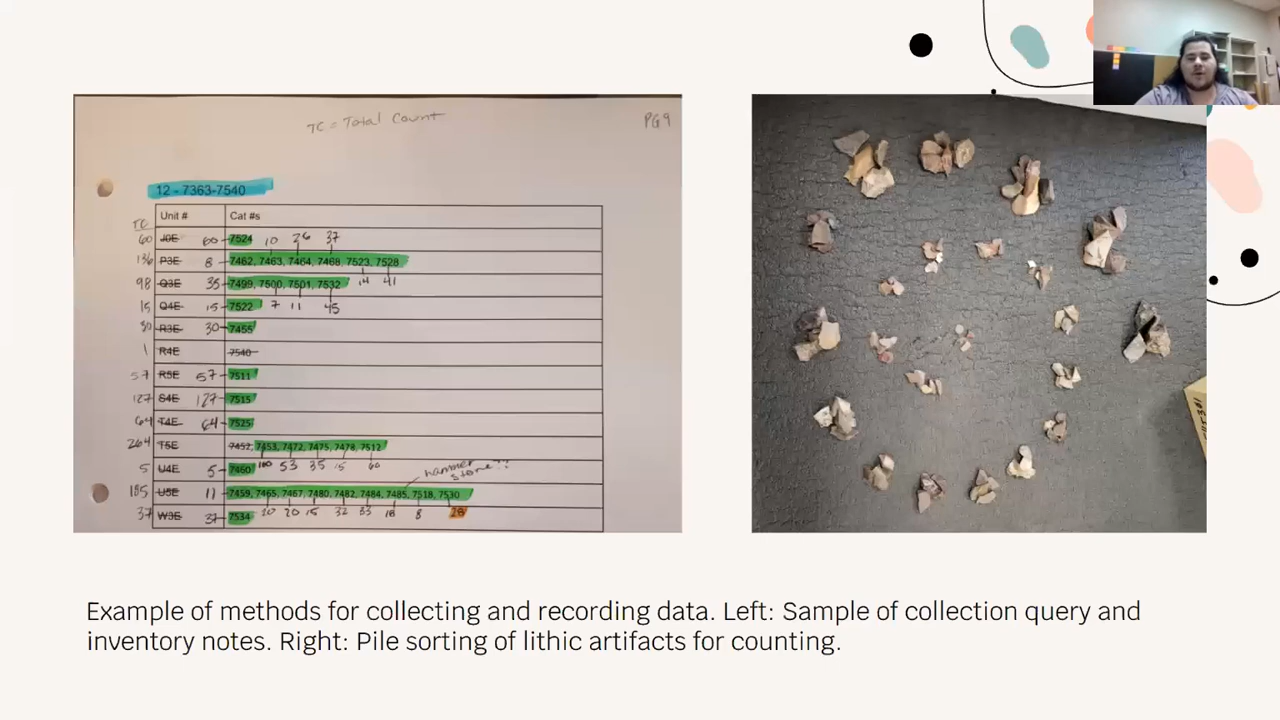 TC = Total Count
PG 9
12 - 7363-7540
TC Unit # Cat #s
60 J0E 60 7524 10 26 37
136 P3E 8 7462, 7463, 7464, 7468, 7523, 7528
98 Q3E 35 7499, 7500, 7501, 7532 14 41
15 Q4E 15 7522 7 11 45
30 R3E 30 7455
1 R4E 7540
57 R5E 57 7511
127 S4E 127 7515
64 T4E 64 7525
264 T5E 7452, 7453, 7472, 7475, 7478, 7512
5 U4E 5 7460 100 53 35 15 60
hammer stone??
185 U5E 11 7459, 7465, 7467, 7480, 7482, 7484, 7485, 7518, 7530
37 W3E 37 7534 20 20 15 32 33 18 8 28
Example of methods for collecting and recording data. Left: Sample of collection query and
inventory notes. Right: Pile sorting of lithic artifacts for counting.